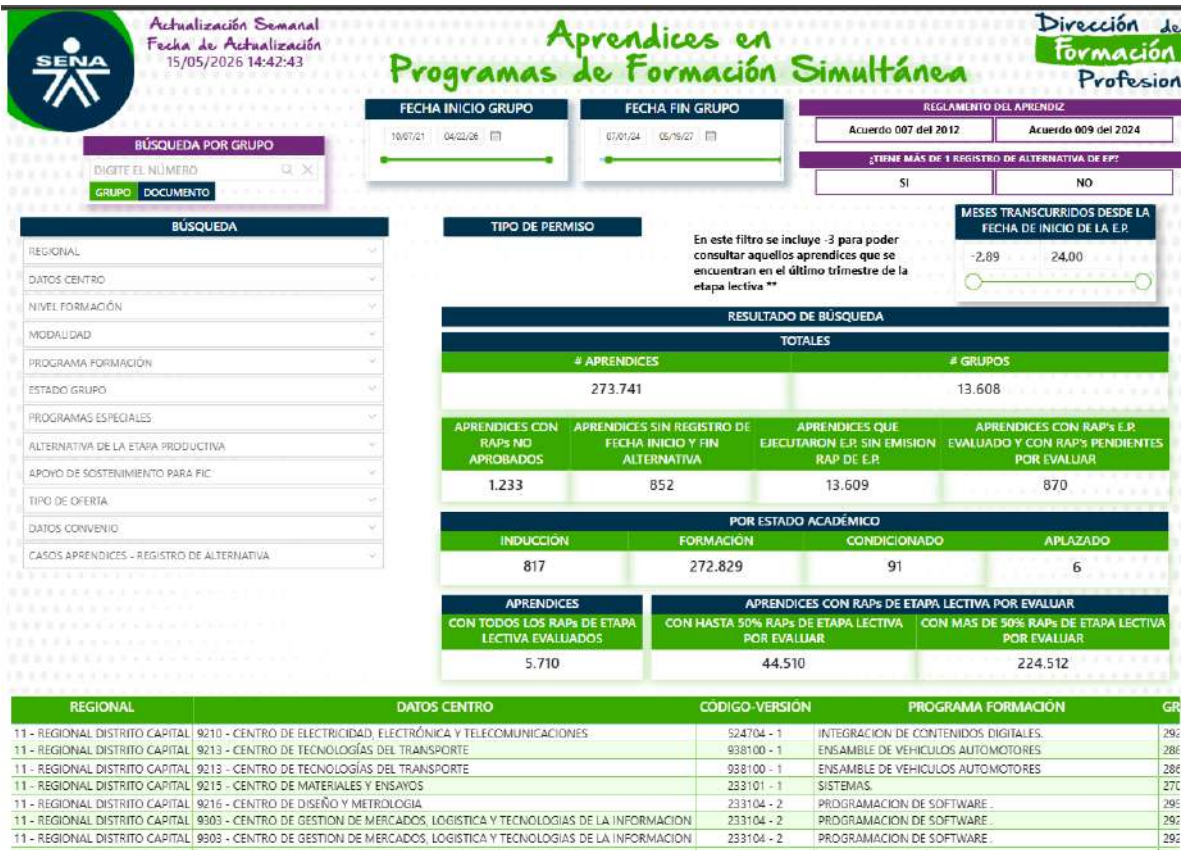 SENA
Actualización Semanal
Fecha de Actualización
15/05/2026 14:42:43
Aprendices en
Programas de Formación Simultánea
Dirección de
Formación
Profesion
BÚSQUEDA POR GRUPO
DIGITE EL NÚMERO
GRUPO DOCUMENTO
FECHA INICIO GRUPO
10/07/21 04/22/26
FECHA FIN GRUPO
07/01/24 05/19/27
REGLAMENTO DEL APRENDIZ
Acuerdo 007 del 2012 Acuerdo 009 del 2024
¿TIENE MÁS DE 1 REGISTRO DE ALTERNATIVA DE EP?
SI NO
BÚSQUEDA
REGIONAL
DATOS CENTRO
NIVEL FORMACIÓN
MODALIDAD
PROGRAMA FORMACIÓN
ESTADO GRUPO
PROGRAMAS ESPECIALES
ALTERNATIVA DE LA ETAPA PRODUCTIVA
APOYO DE SOSTENIMIENTO PARA FIC
TIPO DE OFERTA
DATOS CONVENIO
CASOS APRENDICES - REGISTRO DE ALTERNATIVA
TIPO DE PERMISO
En este filtro se incluye -3 para poder
consultar aquellos aprendices que se
encuentran en el último trimestre de la
etapa lectiva **
MESES TRANSCURRIDOS DESDE LA
FECHA DE INICIO DE LA E.P.
-2,89 24,00
RESULTADO DE BÚSQUEDA
TOTALES
# APRENDICES # GRUPOS
273.741 13.608
APRENDICES CON RAPs NO APROBADOS
APRENDICES SIN REGISTRO DE FECHA INICIO Y FIN ALTERNATIVA
APRENDICES QUE EJECUTARON E.P. SIN EMISION RAP DE E.P.
APRENDICES CON RAP's E.P. EVALUADO Y CON RAP's PENDIENTES POR EVALUAR
1.233 852 13.609 870
POR ESTADO ACADÉMICO
INDUCCIÓN FORMACIÓN CONDICIONADO APLAZADO
817 272.829 91 6
APRENDICES
CON TODOS LOS RAPs DE ETAPA
LECTIVA EVALUADOS
5.710
APRENDICES CON RAPs DE ETAPA LECTIVA POR EVALUAR
CON HASTA 50% RAPs DE ETAPA LECTIVA POR EVALUAR
CON MAS DE 50% RAPs DE ETAPA LECTIVA POR EVALUAR
44.510 224.512
REGIONAL DATOS CENTRO CÓDIGO-VERSIÓN PROGRAMA FORMACIÓN GR
11 - REGIONAL DISTRITO CAPITAL 9210 - CENTRO DE ELECTRICIDAD, ELECTRÓNICA Y TELECOMUNICACIONES 524704 - 1 INTEGRACION DE CONTENIDOS DIGITALES. 292
11 - REGIONAL DISTRITO CAPITAL 9213 - CENTRO DE TECNOLOGÍAS DEL TRANSPORTE 938100 - 1 ENSAMBLE DE VEHICULOS AUTOMOTORES 286
11 - REGIONAL DISTRITO CAPITAL 9213 - CENTRO DE TECNOLOGÍAS DEL TRANSPORTE 938100 - 1 ENSAMBLE DE VEHICULOS AUTOMOTORES 286
11 - REGIONAL DISTRITO CAPITAL 9215 - CENTRO DE MATERIALES Y ENSAYOS 233101 - 1 SISTEMAS. 270
11 - REGIONAL DISTRITO CAPITAL 9216 - CENTRO DE DISEÑO Y METROLOGIA 233104 - 2 PROGRAMACION DE SOFTWARE . 295
11 - REGIONAL DISTRITO CAPITAL 9303 - CENTRO DE GESTION DE MERCADOS, LOGISTICA Y TECNOLOGIAS DE LA INFORMACION 233104 - 2 PROGRAMACION DE SOFTWARE . 292
11 - REGIONAL DISTRITO CAPITAL 9303 - CENTRO DE GESTION DE MERCADOS, LOGISTICA Y TECNOLOGIAS DE LA INFORMACION 233104 - 2 PROGRAMACION DE SOFTWARE . 292